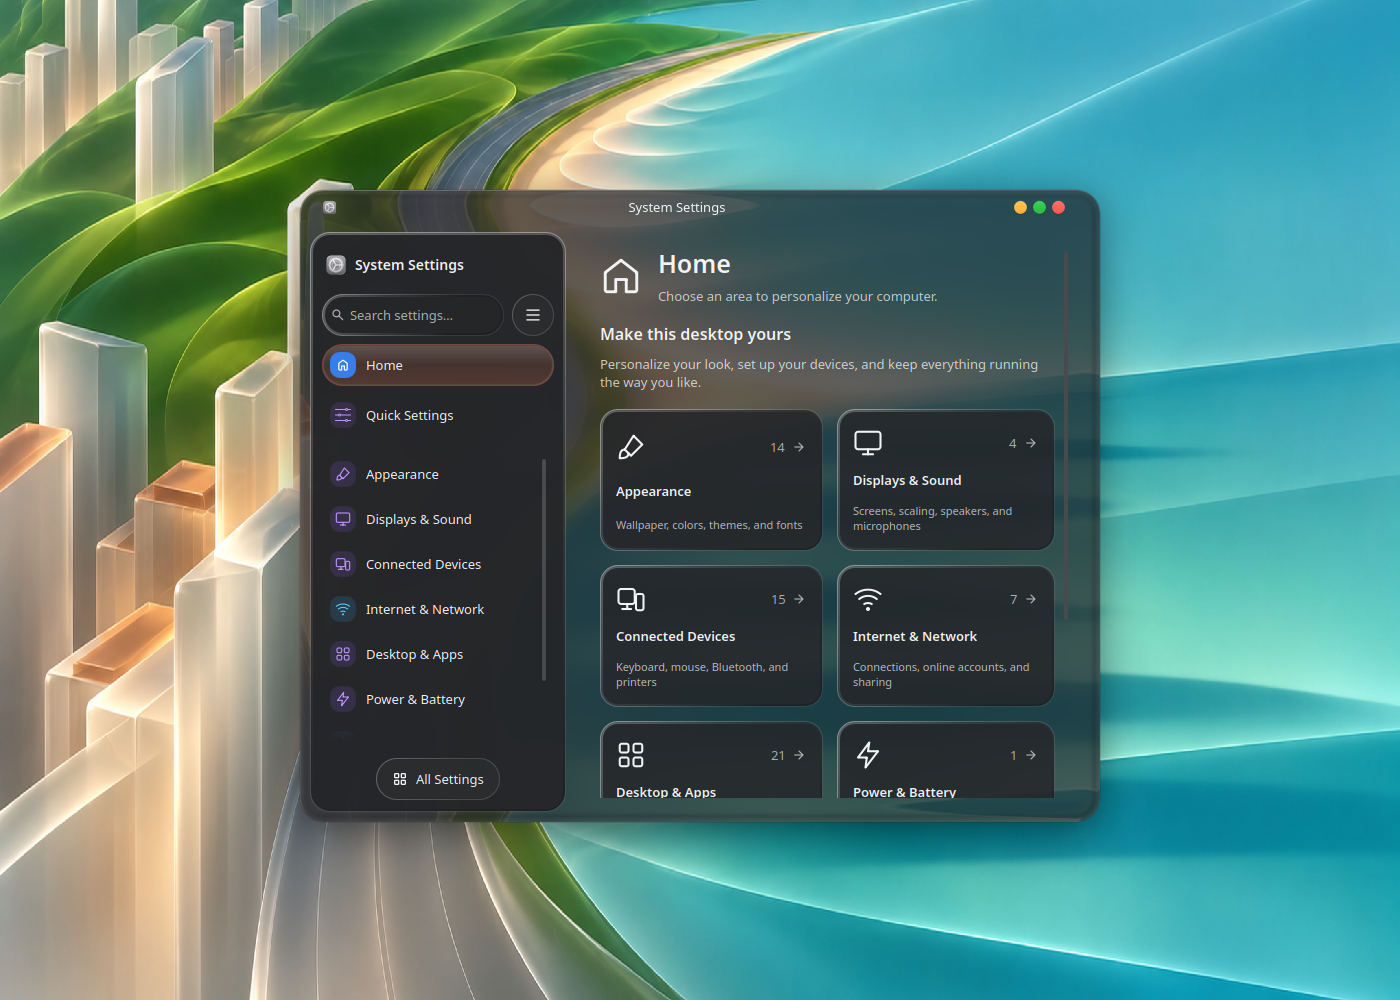 System Settings
System Settings
Search settings...
Home
Quick Settings
Appearance
Displays & Sound
Connected Devices
Internet & Network
Desktop & Apps
Power & Battery
All Settings
Home
Choose an area to personalize your computer.
Make this desktop yours
Personalize your look, set up your devices, and keep everything running
the way you like.
14
Appearance
Wallpaper, colors, themes, and fonts
4
Displays & Sound
Screens, scaling, speakers, and
microphones
15
Connected Devices
Keyboard, mouse, Bluetooth, and
printers
7
Internet & Network
Connections, online accounts, and
sharing
21
Desktop & Apps
1
Power & Battery